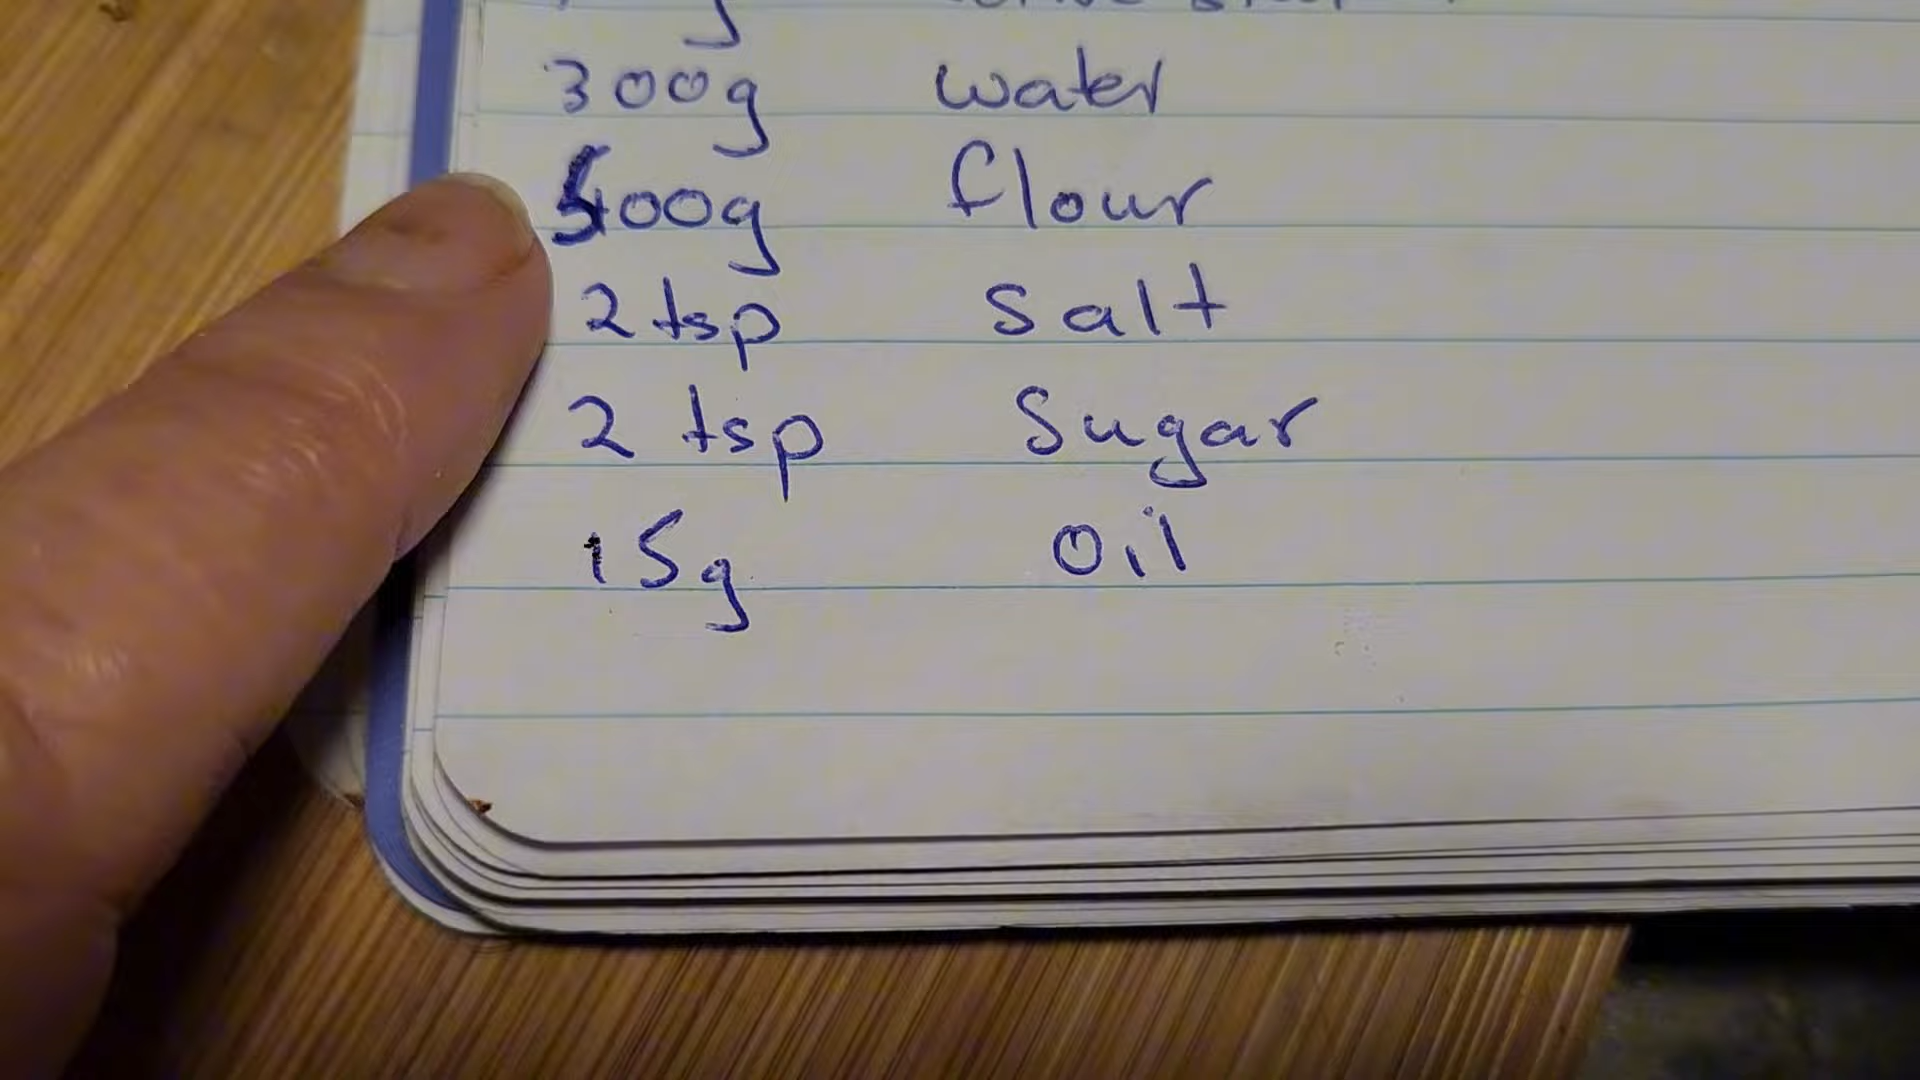 300g water
500g flour
2 tsp salt
2 tsp Sugar
15g Oil